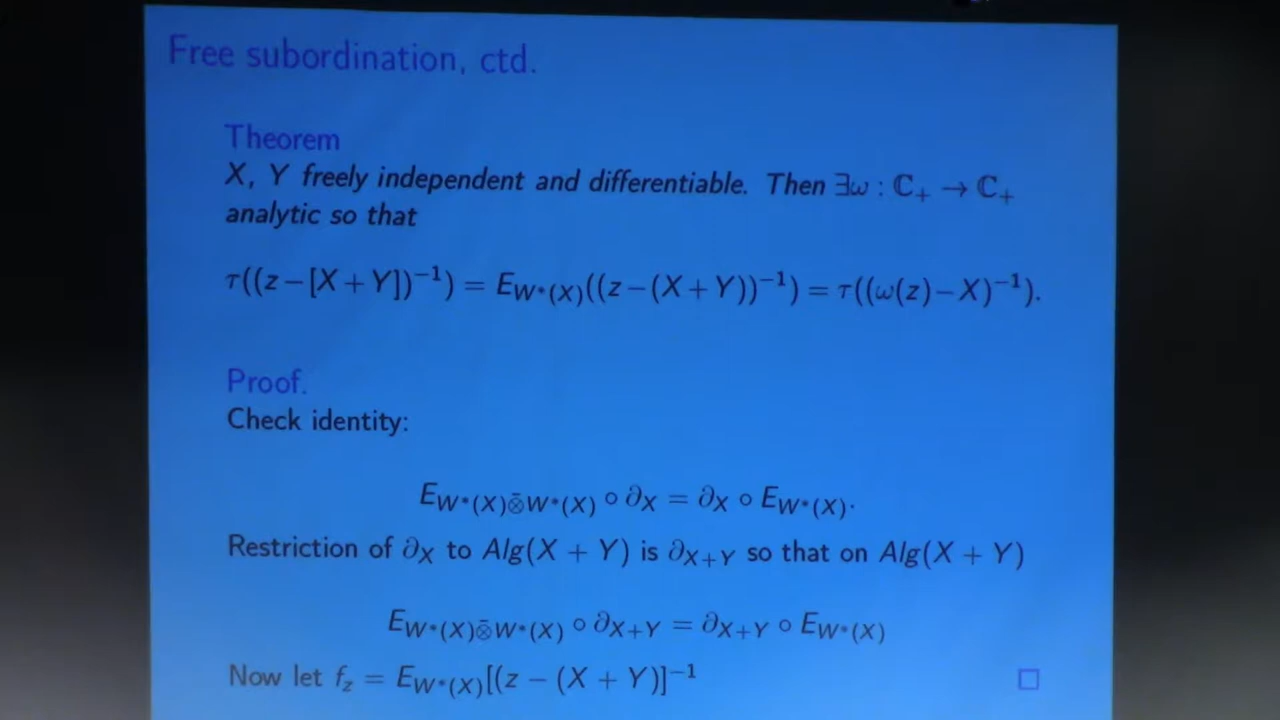 Free subordination, ctd.
Theorem
X, Y freely independent and differentiable. Then ∃ω : ℂ₊ → ℂ₊
analytic so that
τ((z−[X+Y])⁻¹) = E_{W*(X)}((z−(X+Y))⁻¹) = τ((ω(z)−X)⁻¹).
Proof.
Check identity:
E_{W*(X)⊗̄W*(X)} ∘ ∂_X = ∂_X ∘ E_{W*(X)}.
Restriction of ∂_X to Alg(X + Y) is ∂_{X+Y} so that on Alg(X + Y)
E_{W*(X)⊗̄W*(X)} ∘ ∂_{X+Y} = ∂_{X+Y} ∘ E_{W*(X)}
Now let f_z = E_{W*(X)}[(z − (X + Y)]⁻¹ □